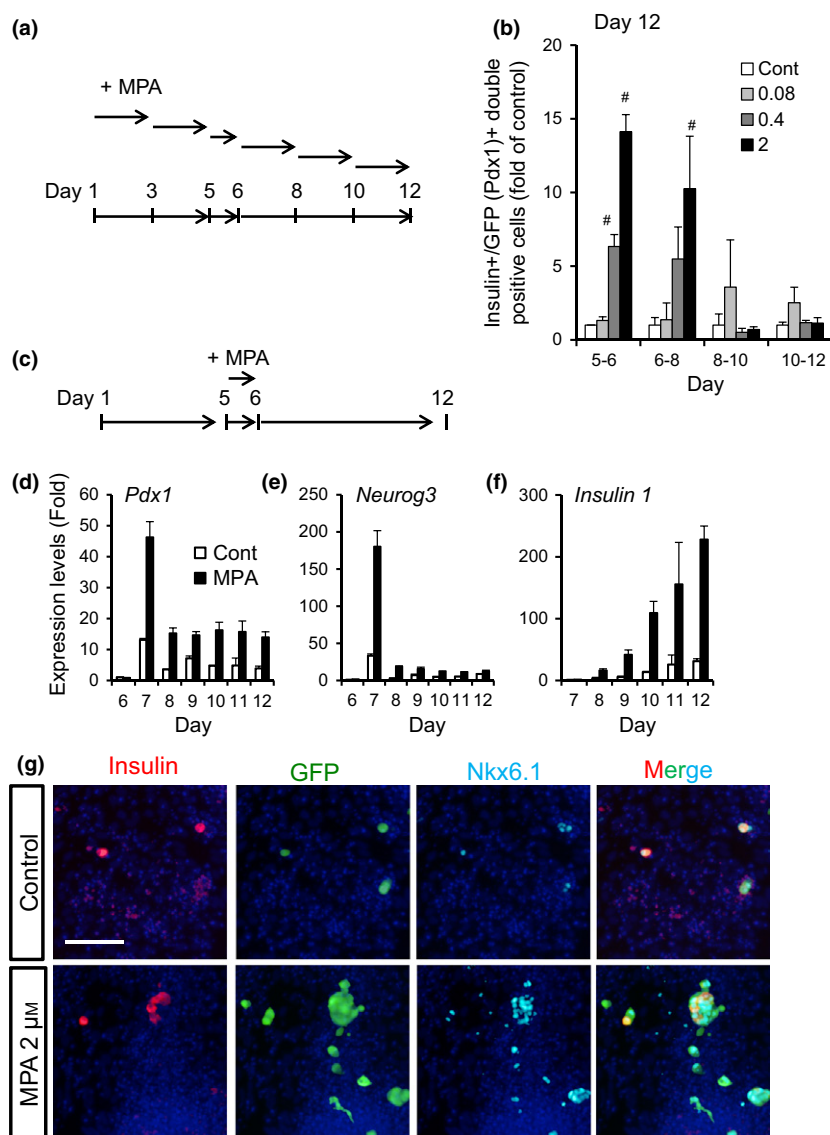 (a)
+ MPA
Day 1 3 5 6 8 10 12
(b)
Day 12
Insulin+/GFP (Pdx1)+ double
positive cells (fold of control)
20
15
10
5
0
Cont
0.08
0.4
2
#
#
#
5-6 6-8 8-10 10-12
Day
(c)
+ MPA
Day 1 5 6 12
(d)
Pdx1
Expression levels (Fold)
60
50
40
30
20
10
0
Cont
MPA
6 7 8 9 10 11 12
Day
(e)
Neurog3
250
200
150
100
50
0
6 7 8 9 10 11 12
Day
(f)
Insulin 1
300
200
100
0
7 8 9 10 11 12
Day
(g)
Insulin GFP Nkx6.1 Merge
Control
MPA 2 μM